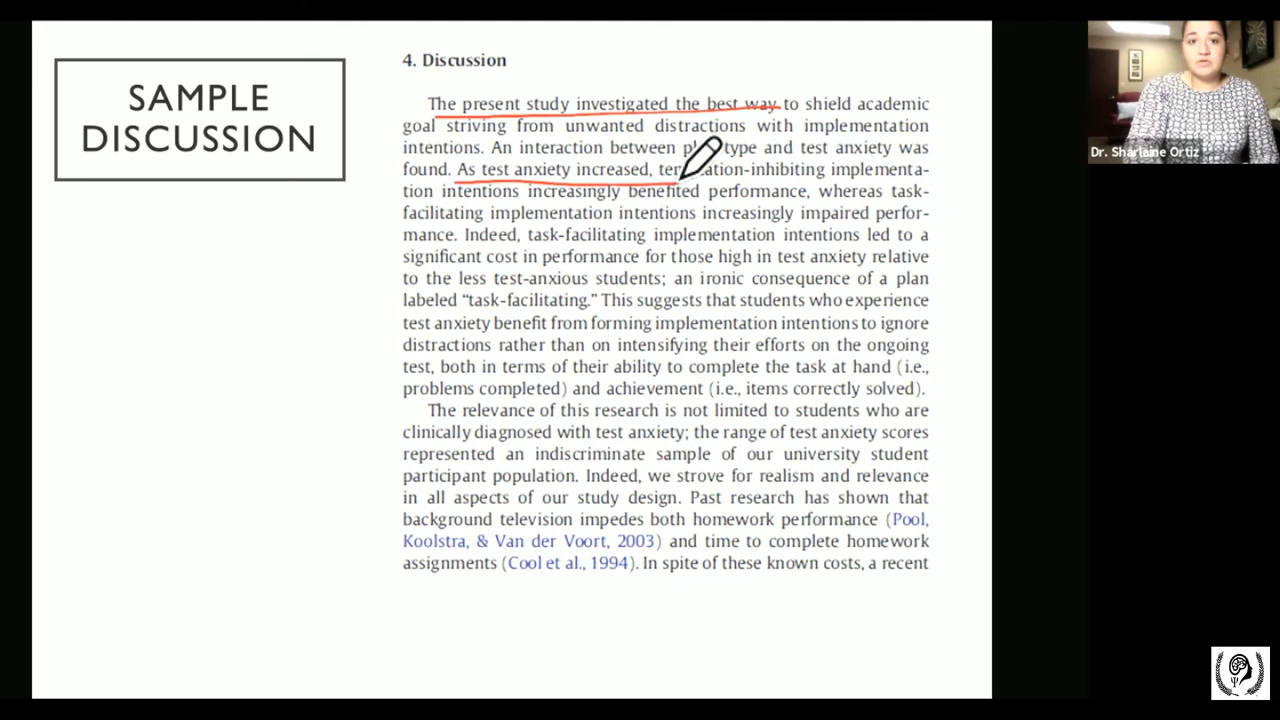 SAMPLE
DISCUSSION
4. Discussion
The present study investigated the best way to shield academic
goal striving from unwanted distractions with implementation
intentions. An interaction between type and test anxiety was
found. As test anxiety increased, implementa-
tion intentions increasingly benefited performance, whereas task-
facilitating implementation intentions increasingly impaired perfor-
mance. Indeed, task-facilitating implementation intentions led to a
significant cost in performance for those high in test anxiety relative
to the less test-anxious students; an ironic consequence of a plan
labeled “task-facilitating.” This suggests that students who experience
test anxiety benefit from forming implementation intentions to ignore
distractions rather than on intensifying their efforts on the ongoing
test, both in terms of their ability to complete the task at hand (i.e.,
problems completed) and achievement (i.e., items correctly solved).
The relevance of this research is not limited to students who are
clinically diagnosed with test anxiety; the range of test anxiety scores
represented an indiscriminate sample of our university student
participant population. Indeed, we strove for realism and relevance
in all aspects of our study design. Past research has shown that
background television impedes both homework performance (Pool,
Koolstra, & Van der Voort, 2003) and time to complete homework
assignments (Cool et al., 1994). In spite of these known costs, a recent
Dr. Sharlaine Ortiz
Ψ